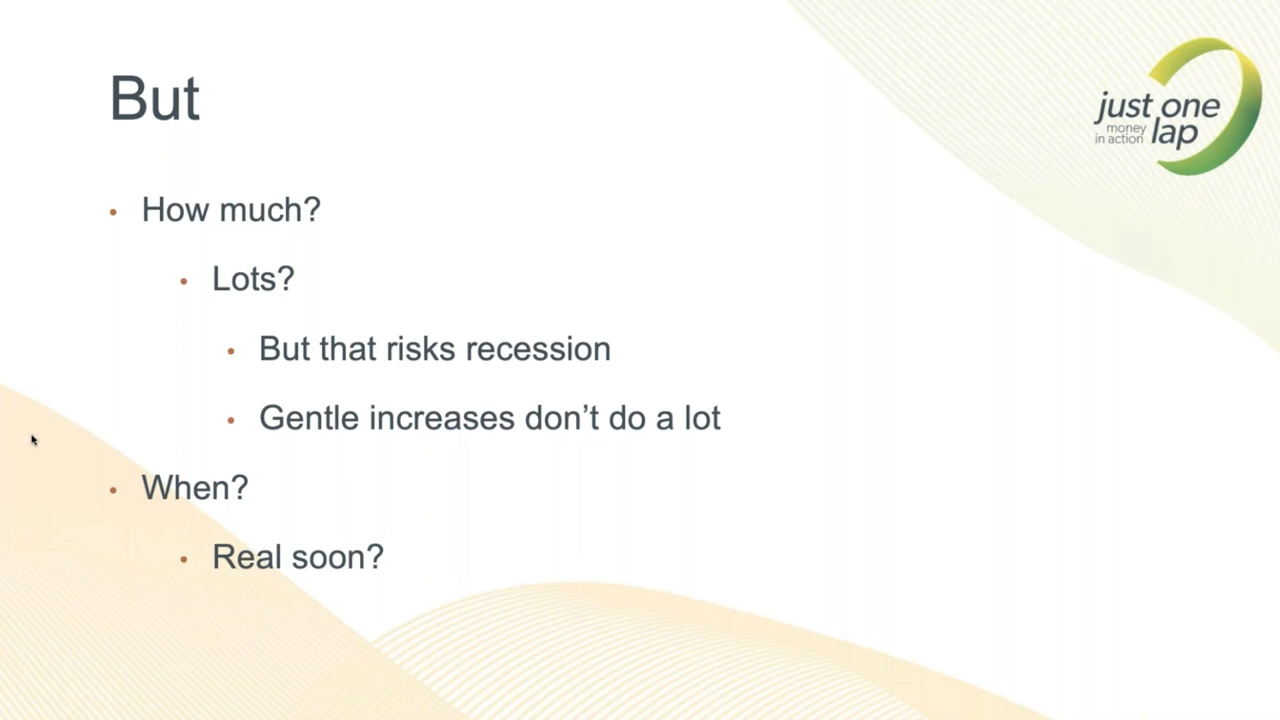 But
just one
money
in action lap
How much?
Lots?
But that risks recession
Gentle increases don’t do a lot
When?
Real soon?